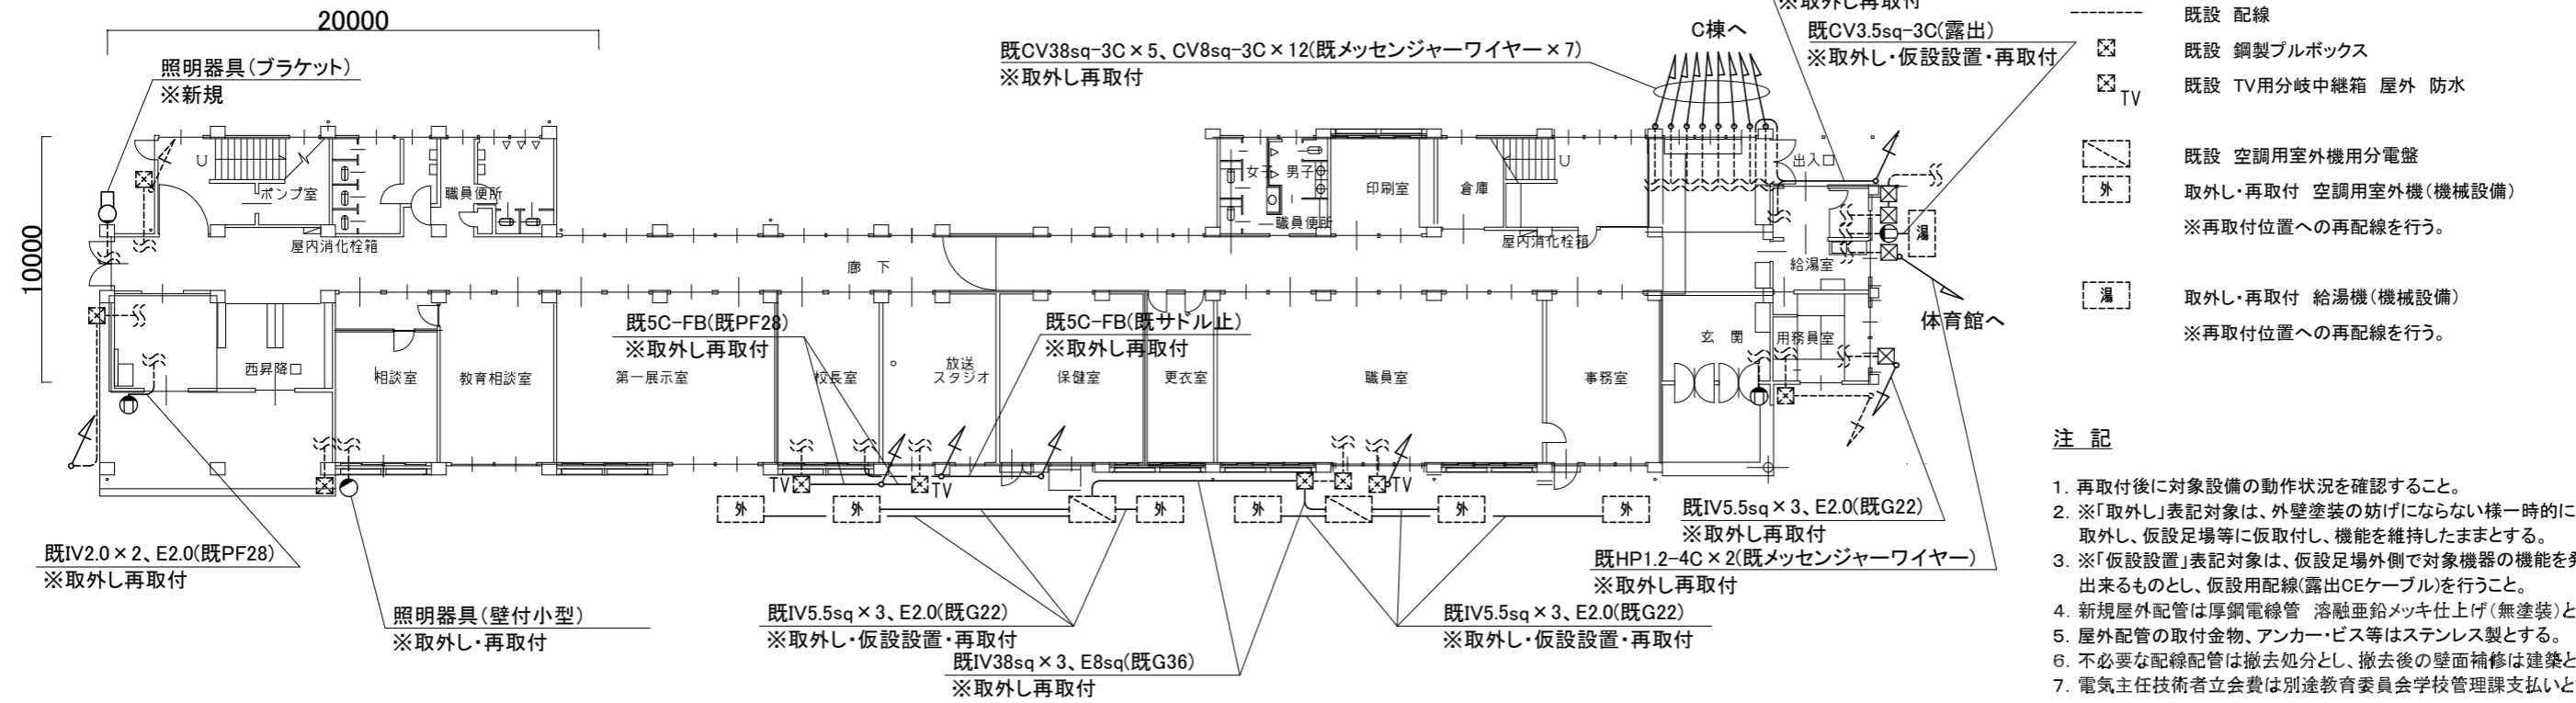 20000
10000
照明器具(ブラケット)
※新規
既CV38sq-3C×5、CV8sq-3C×12(既メッセンジャーワイヤー×7)
※取外し再取付
C棟へ
※取外し再取付
既CV3.5sq-3C(露出)
※取外し・仮設設置・再取付
U
ポンプ室
職員便所
屋内消化栓箱
女子
男子
職員便所
印刷室
倉庫
U
屋内消化栓箱
出入口
給湯室
湯
体育館へ
廊 下
西昇降口
相談室
教育相談室
第一展示室
校長室
放送
スタジオ
保健室
更衣室
職員室
事務室
玄 関
用務員室
既5C-FB(既PF28)
※取外し再取付
既5C-FB(既サドル止)
※取外し再取付
TV
TV
TV
外
外
外
外
外
外
既IV2.0×2、E2.0(既PF28)
※取外し再取付
照明器具(壁付小型)
※取外し・再取付
既IV5.5sq×3、E2.0(既G22)
※取外し・仮設設置・再取付
既IV38sq×3、E8sq(既G36)
※取外し再取付
既IV5.5sq×3、E2.0(既G22)
※取外し・仮設設置・再取付
既IV5.5sq×3、E2.0(既G22)
※取外し再取付
既HP1.2-4C×2(既メッセンジャーワイヤー)
※取外し再取付
既設 配線
既設 鋼製プルボックス
TV 既設 TV用分岐中継箱 屋外 防水
既設 空調用室外機用分電盤
外 取外し・再取付 空調用室外機(機械設備)
※再取付位置への再配線を行う。
湯 取外し・再取付 給湯機(機械設備)
※再取付位置への再配線を行う。
注 記
1. 再取付後に対象設備の動作状況を確認すること。
2. ※「取外し」表記対象は、外壁塗装の妨げにならない様一時的に
取外し、仮設足場等に仮取付し、機能を維持したままとする。
3. ※「仮設設置」表記対象は、仮設足場外側で対象機器の機能を発
出来るものとし、仮設用配線(露出CEケーブル)を行うこと。
4. 新規屋外配管は厚鋼電線管 溶融亜鉛メッキ仕上げ(無塗装)と
5. 屋外配管の取付金物、アンカー・ビス等はステンレス製とする。
6. 不必要な配線配管は撤去処分とし、撤去後の壁面補修は建築と
7. 電気主任技術者立会費は別途教育委員会学校管理課支払いと